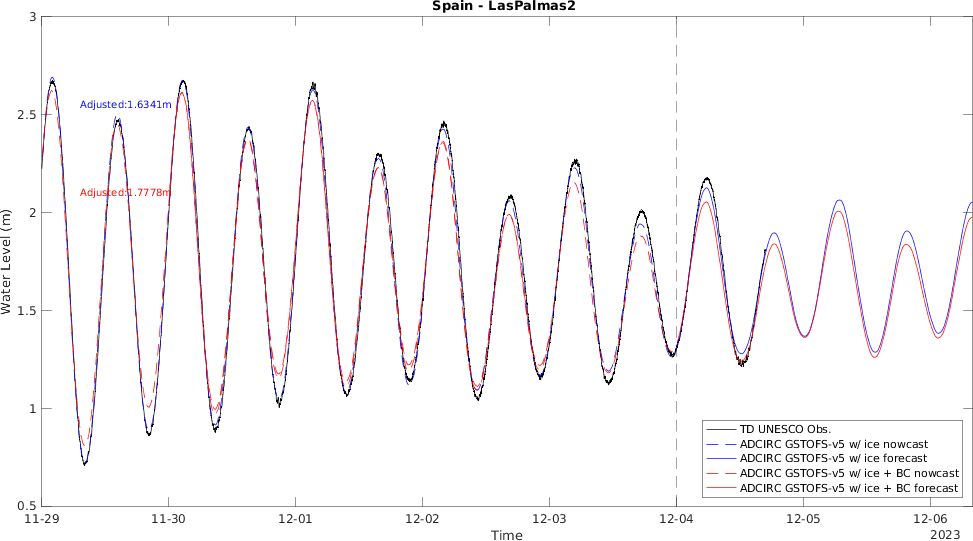 Spain - LasPalmas2
3
2.5
2
1.5
1
0.5
Water Level (m)
Adjusted:1.6341m
Adjusted:1.7778m
TD UNESCO Obs.
ADCIRC GSTOFS-v5 w/ ice nowcast
ADCIRC GSTOFS-v5 w/ ice forecast
ADCIRC GSTOFS-v5 w/ ice + BC nowcast
ADCIRC GSTOFS-v5 w/ ice + BC forecast
11-29 11-30 12-01 12-02 12-03 12-04 12-05 12-06
Time
2023